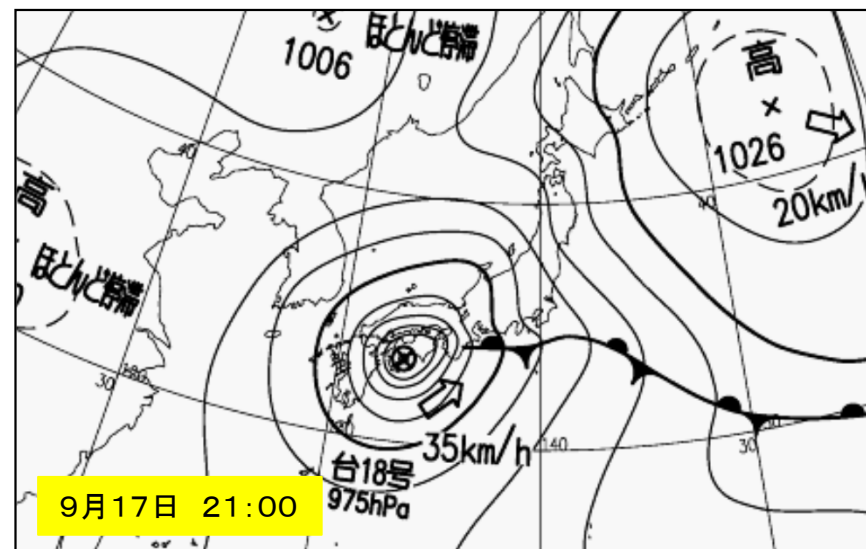 ほとんど停滞
1006
高
1026
20km/h
40
40
高
ほとんど停滞
30
35km/h
140
30
台18号
975hPa
9月17日 21:00